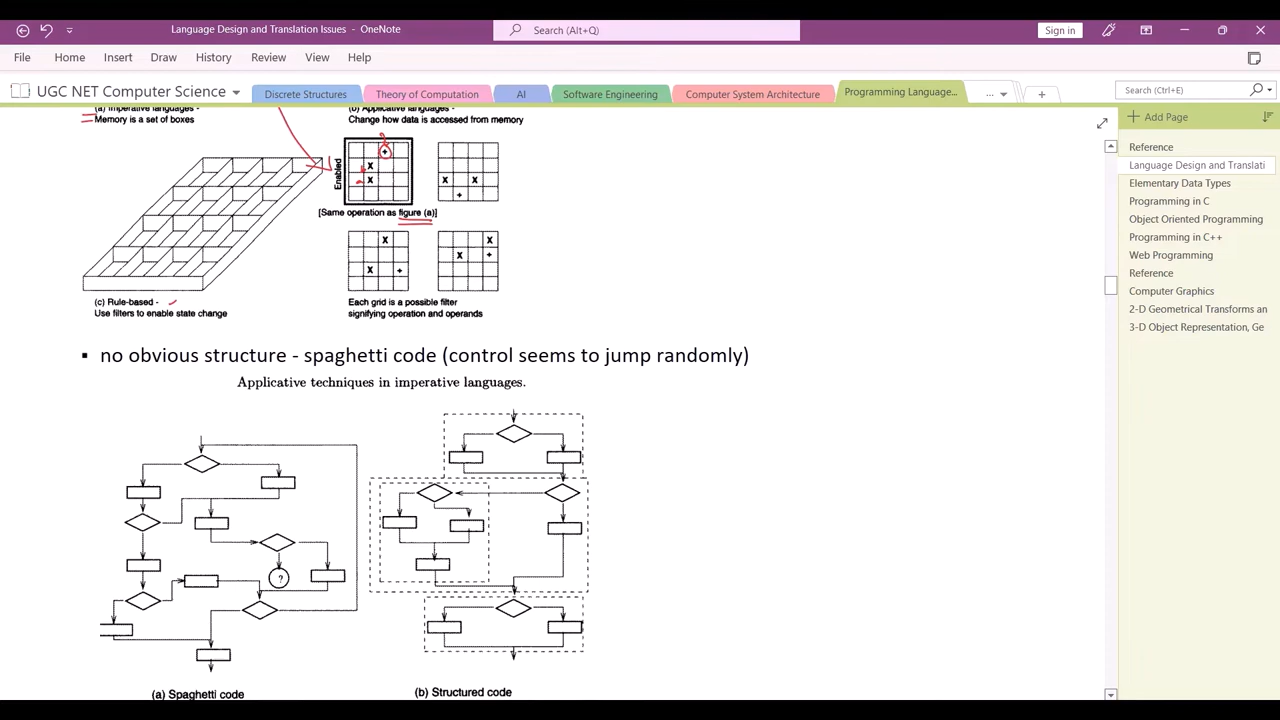 Language Design and Translation Issues - OneNote
Search (Alt+Q)
Sign in
File Home Insert Draw History Review View Help
UGC NET Computer Science
Discrete Structures
Theory of Computation
AI
Software Engineering
Computer System Architecture
Programming Language...
...
Search (Ctrl+E)
(a) Imperative languages -
Memory is a set of boxes
(b) Applicative languages -
Change how data is accessed from memory
Enabled
+
X
X
X X
+
[Same operation as figure (a)]
X
X +
X
X +
(c) Rule-based -
Use filters to enable state change
Each grid is a possible filter
signifying operation and operands
▪ no obvious structure - spaghetti code (control seems to jump randomly)
Applicative techniques in imperative languages.
?
(a) Spaghetti code
(b) Structured code
Add Page
Reference
Language Design and Translati
Elementary Data Types
Programming in C
Object Oriented Programming
Programming in C++
Web Programming
Reference
Computer Graphics
2-D Geometrical Transforms an
3-D Object Representation, Ge